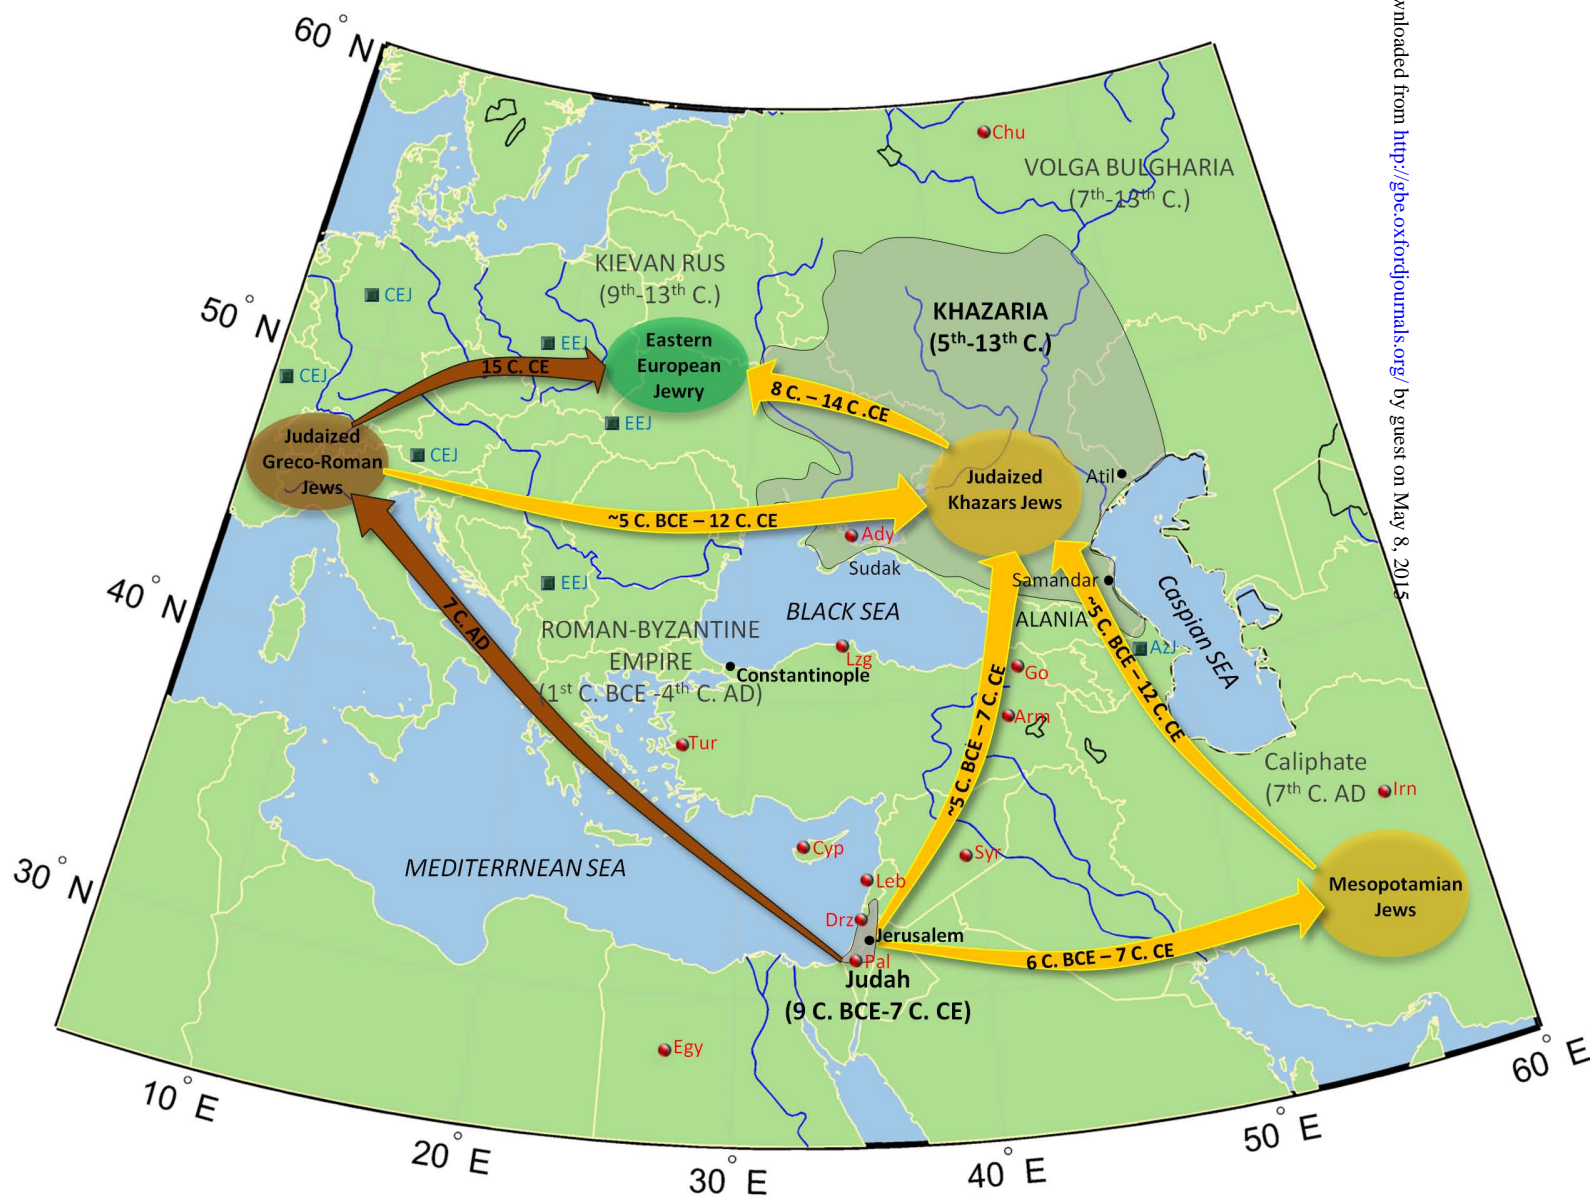 60° N
50° N
40° N
30° N
10° E
20° E
30° E
40° E
50° E
60° E
wnloaded from http://gbe.oxfordjournals.org/ by guest on May 8, 2015
Chu
VOLGA BULGHARIA
(7th-13th C.)
KIEVAN RUS
(9th-13th C.)
CEJ
KHAZARIA
(5th-13th C.)
EEJ
Eastern
European
Jewry
15 C. CE
CEJ
8 C. – 14 C .CE
EEJ
Judaized
Greco-Roman
Jews
CEJ
Judaized
Khazars Jews
Atil
~5 C. BCE – 12 C. CE
Ady
Sudak
EEJ
Samandar
BLACK SEA
ALANIA
Caspian SEA
7 C. AD
ROMAN-BYZANTINE
EMPIRE
(1st C. BCE -4th C. AD)
Lzg
Constantinople
AzJ
Go
~5 C. BCE – 12 C. CE
Arm
Tur
~5 C. BCE – 7 C. CE
Caliphate
(7th C. AD
Irn
Cyp
Syr
MEDITERRNEAN SEA
Leb
Mesopotamian
Jews
Drz
Jerusalem
6 C. BCE – 7 C. CE
Pal
Judah
(9 C. BCE-7 C. CE)
Egy